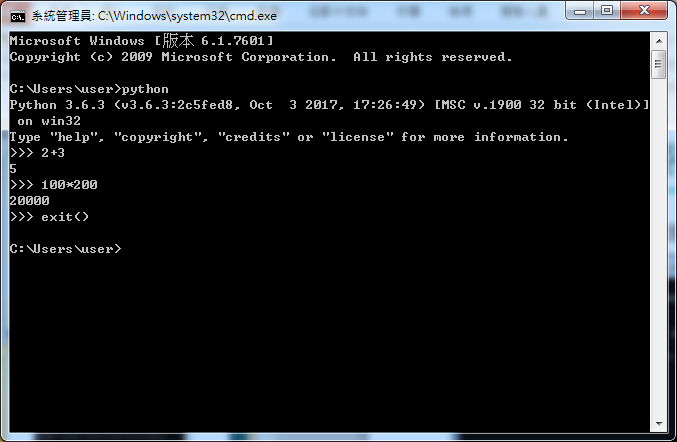 系統管理員: C:\Windows\system32\cmd.exe
Microsoft Windows [版本 6.1.7601]
Copyright (c) 2009 Microsoft Corporation.  All rights reserved.
C:\Users\user>python
Python 3.6.3 (v3.6.3:2c5fed8, Oct  3 2017, 17:26:49) [MSC v.1900 32 bit (Intel)]
 on win32
Type "help", "copyright", "credits" or "license" for more information.
>>> 2+3
5
>>> 100*200
20000
>>> exit()
C:\Users\user>